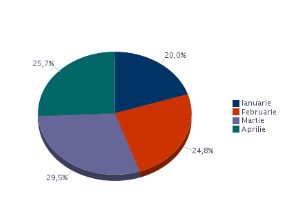 25,7%
20,0%
Ianuarie
Februarie
Martie
Aprilie
24,8%
29,5%